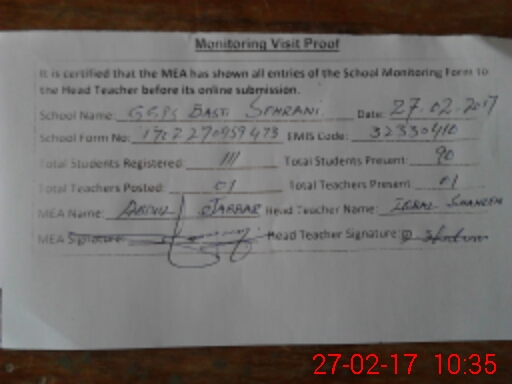 Monitoring Visit Proof
It is certified that the MEA has shown all entries of the School Monitoring Form to
the Head Teacher before its online submission.
School Name: GGPS BASTI SEHRANI Date: 27-02-2017
School Form No: EMIS Code: 32330410
Total Students Registered: 111 Total Students Present: 90
Total Teachers Posted: 01 Total Teachers Present: 01
MEA Name: ABDUL JABBAR Head Teacher Name: IQBAL SHAHEEN
MEA Signature: Head Teacher Signature:
27-02-17 10:35